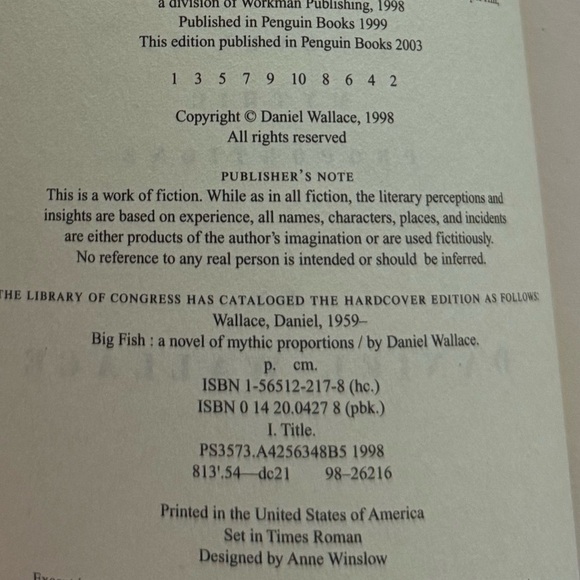 a division of Workman Publishing, 1998
Published in Penguin Books 1999
This edition published in Penguin Books 2003
1 3 5 7 9 10 8 6 4 2
Copyright © Daniel Wallace, 1998
All rights reserved
PUBLISHER'S NOTE
This is a work of fiction. While as in all fiction, the literary perceptions and
insights are based on experience, all names, characters, places, and incidents
are either products of the author's imagination or are used fictitiously.
No reference to any real person is intended or should be inferred.
THE LIBRARY OF CONGRESS HAS CATALOGED THE HARDCOVER EDITION AS FOLLOWS:
Wallace, Daniel, 1959–
Big Fish : a novel of mythic proportions / by Daniel Wallace.
p. cm.
ISBN 1-56512-217-8 (hc.)
ISBN 0 14 20.0427 8 (pbk.)
I. Title.
PS3573.A4256348B5 1998
813'.54—dc21 98–26216
Printed in the United States of America
Set in Times Roman
Designed by Anne Winslow